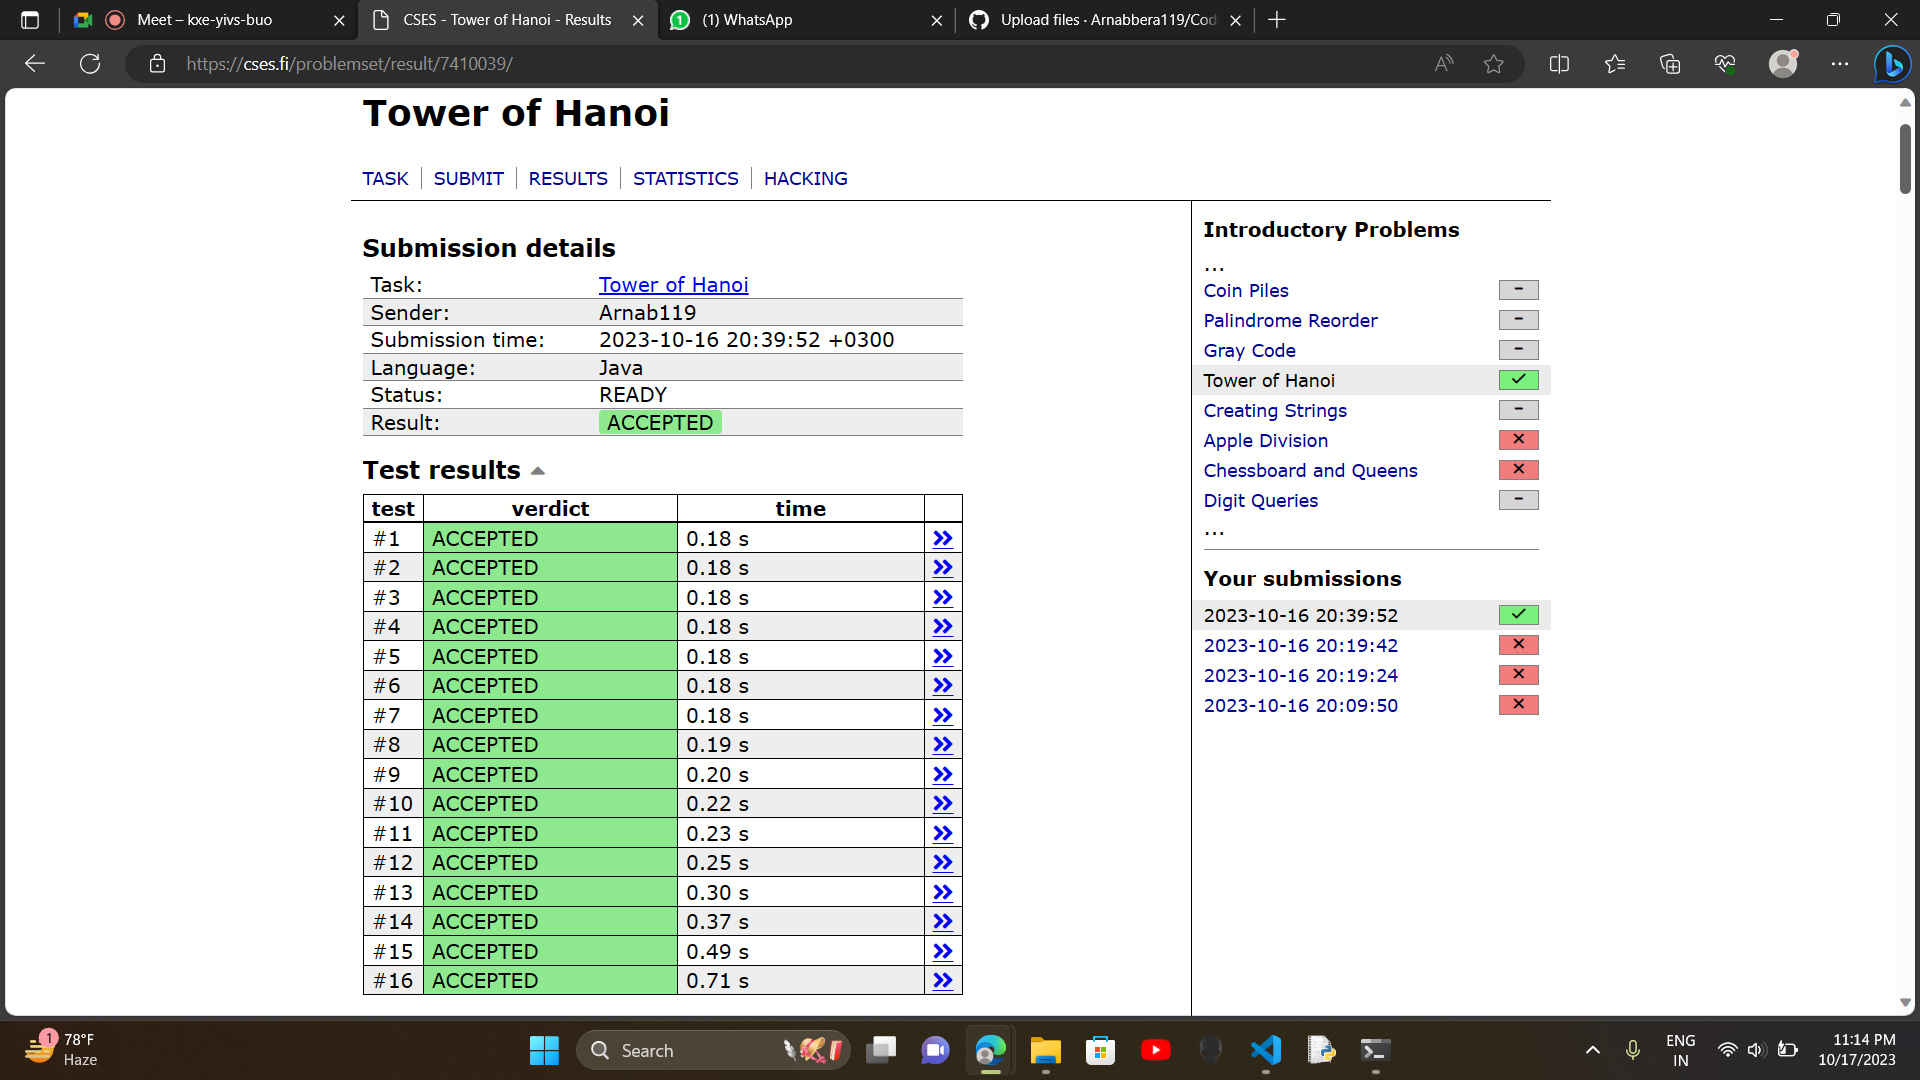 Meet – kxe-yivs-buo
CSES - Tower of Hanoi - Results
(1) WhatsApp
Upload files · Arnabbera119/Cod
https://cses.fi/problemset/result/7410039/
Tower of Hanoi
TASK SUBMIT RESULTS STATISTICS HACKING
Submission details
Task: Tower of Hanoi
Sender: Arnab119
Submission time: 2023-10-16 20:39:52 +0300
Language: Java
Status: READY
Result: ACCEPTED
Test results
test verdict time
#1 ACCEPTED 0.18 s »
#2 ACCEPTED 0.18 s »
#3 ACCEPTED 0.18 s »
#4 ACCEPTED 0.18 s »
#5 ACCEPTED 0.18 s »
#6 ACCEPTED 0.18 s »
#7 ACCEPTED 0.18 s »
#8 ACCEPTED 0.19 s »
#9 ACCEPTED 0.20 s »
#10 ACCEPTED 0.22 s »
#11 ACCEPTED 0.23 s »
#12 ACCEPTED 0.25 s »
#13 ACCEPTED 0.30 s »
#14 ACCEPTED 0.37 s »
#15 ACCEPTED 0.49 s »
#16 ACCEPTED 0.71 s »
Introductory Problems
...
Coin Piles –
Palindrome Reorder –
Gray Code –
Tower of Hanoi ✓
Creating Strings –
Apple Division ✕
Chessboard and Queens ✕
Digit Queries –
...
Your submissions
2023-10-16 20:39:52 ✓
2023-10-16 20:19:42 ✕
2023-10-16 20:19:24 ✕
2023-10-16 20:09:50 ✕
1
78°F
Haze
Search
ENG
IN
11:14 PM
10/17/2023